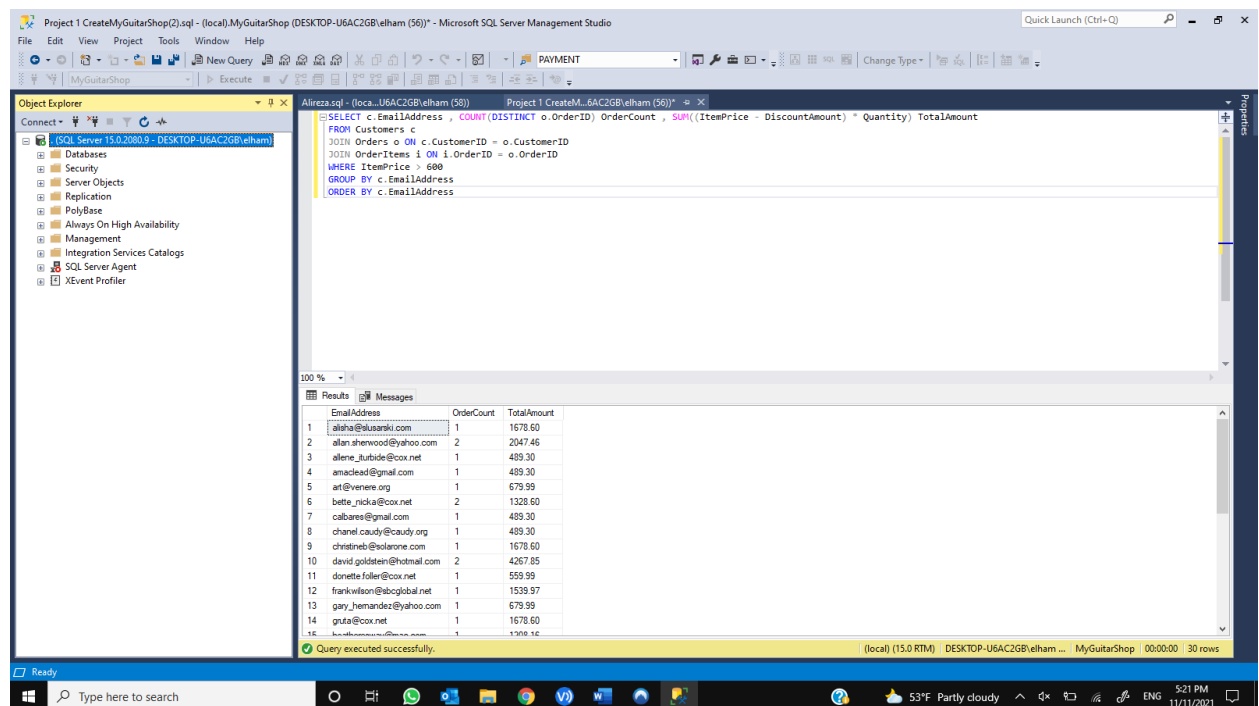 Project 1 CreateMyGuitarShop(2).sql - (local).MyGuitarShop (DESKTOP-U6AC2GB\elham (56))* - Microsoft SQL Server Management Studio
Quick Launch (Ctrl+Q)
File Edit View Project Tools Window Help
New Query
PAYMENT
Change Type
MyGuitarShop
Execute
Object Explorer
Alireza.sql - (loca...U6AC2GB\elham (58))
Project 1 CreateM...6AC2GB\elham (56))*
Properties
Connect
. (SQL Server 15.0.2080.9 - DESKTOP-U6AC2GB\elham)
Databases
Security
Server Objects
Replication
PolyBase
Always On High Availability
Management
Integration Services Catalogs
SQL Server Agent
XEvent Profiler
SELECT c.EmailAddress , COUNT(DISTINCT o.OrderID) OrderCount , SUM((ItemPrice - DiscountAmount) * Quantity) TotalAmount
FROM Customers c
JOIN Orders o ON c.CustomerID = o.CustomerID
JOIN OrderItems i ON i.OrderID = o.OrderID
WHERE ItemPrice > 600
GROUP BY c.EmailAddress
ORDER BY c.EmailAddress
100 %
Results Messages
EmailAddress OrderCount TotalAmount
1 alisha@slusarski.com 1 1678.60
2 allan.sherwood@yahoo.com 2 2047.46
3 allene_iturbide@cox.net 1 489.30
4 amaclead@gmail.com 1 489.30
5 art@venere.org 1 679.99
6 bette_nicka@cox.net 2 1328.60
7 calbares@gmail.com 1 489.30
8 chanel.caudy@caudy.org 1 489.30
9 christineb@solarone.com 1 1678.60
10 david.goldstein@hotmail.com 2 4267.85
11 donette.foller@cox.net 1 559.99
12 frankwilson@sbcglobal.net 1 1539.97
13 gary_hernandez@yahoo.com 1 679.99
14 gruta@cox.net 1 1678.60
Query executed successfully.
(local) (15.0 RTM) DESKTOP-U6AC2GB\elham ... MyGuitarShop 00:00:00 30 rows
Ready
Type here to search
53°F Partly cloudy
ENG
5:21 PM
11/11/2021